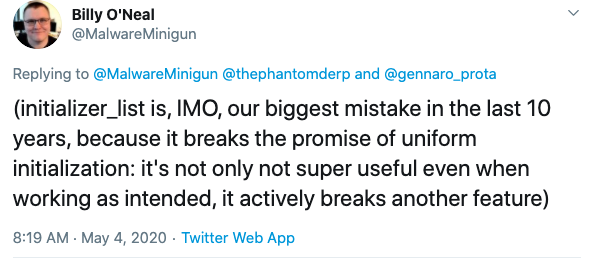 Billy O'Neal
@MalwareMinigun
Replying to @MalwareMinigun @thephantomderp and @gennaro_prota
(initializer_list is, IMO, our biggest mistake in the last 10
years, because it breaks the promise of uniform
initialization: it's not only not super useful even when
working as intended, it actively breaks another feature)
8:19 AM · May 4, 2020 · Twitter Web App